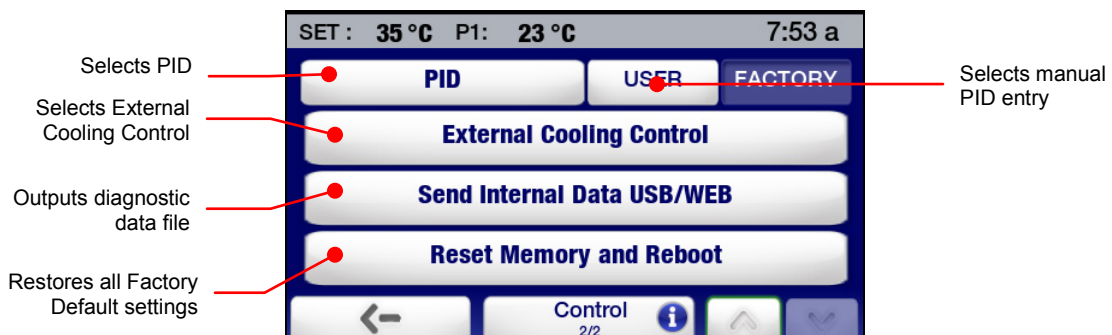 SET : 35 °C P1: 23 °C 7:53 a
Selects PID
PID USER FACTORY
Selects manual
PID entry
Selects External
Cooling Control
External Cooling Control
Outputs diagnostic
data file
Send Internal Data USB/WEB
Restores all Factory
Default settings
Reset Memory and Reboot
Control
2/2